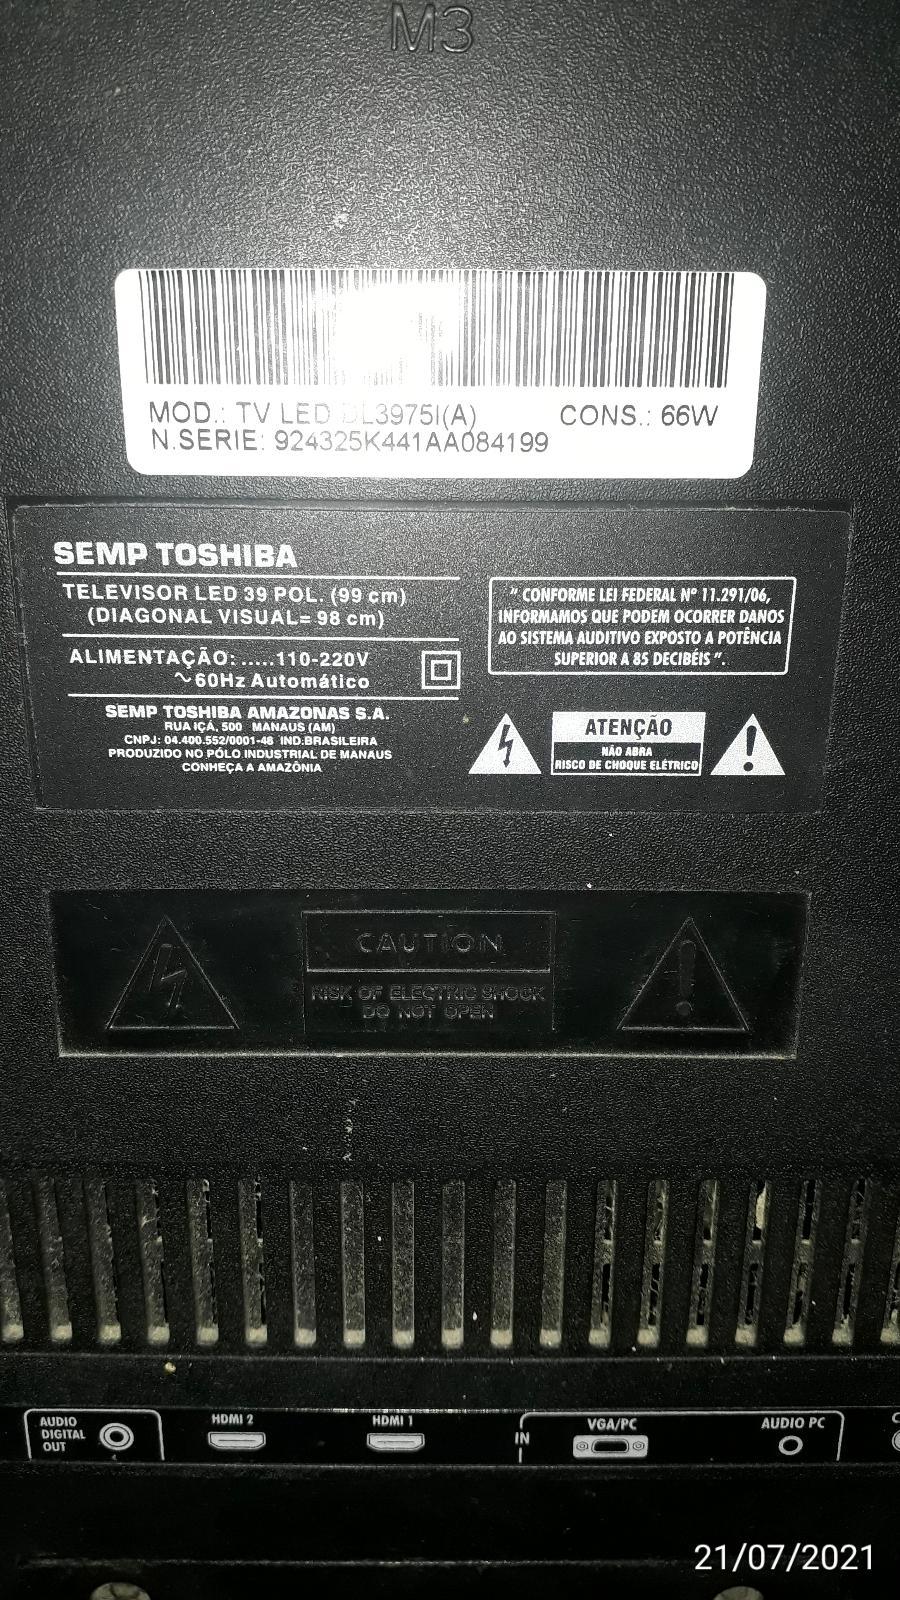 M3
MOD.: TV LED DL3975I(A) CONS.: 66W
N.SERIE: 924325K441AA084199
SEMP TOSHIBA
TELEVISOR LED 39 POL. (99 cm)
(DIAGONAL VISUAL= 98 cm)
ALIMENTAÇÃO: .....110-220V
~60Hz Automático
SEMP TOSHIBA AMAZONAS S.A.
RUA IÇÁ, 500 MANAUS (AM)
CNPJ: 04.400.552/0001-48 IND.BRASILEIRA
PRODUZIDO NO PÓLO INDUSTRIAL DE MANAUS
CONHEÇA A AMAZÔNIA
" CONFORME LEI FEDERAL Nº 11.291/06,
INFORMAMOS QUE PODEM OCORRER DANOS
AO SISTEMA AUDITIVO EXPOSTO A POTÊNCIA
SUPERIOR A 85 DECIBÉIS ".
ATENÇÃO
NÃO ABRA
RISCO DE CHOQUE ELÉTRICO
CAUTION
RISK OF ELECTRIC SHOCK
DO NOT OPEN
AUDIO
DIGITAL
OUT
HDMI 2
HDMI 1
IN
VGA/PC
AUDIO PC
21/07/2021